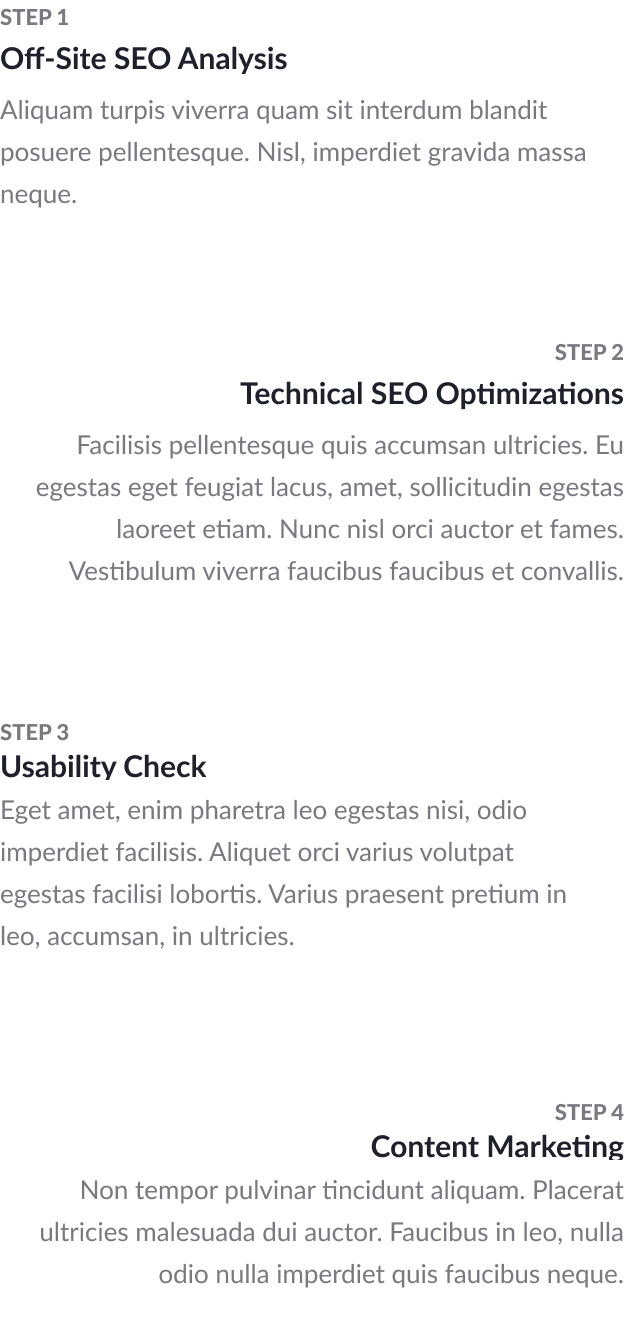 STEP 1
Off-Site SEO Analysis
Aliquam turpis viverra quam sit interdum blandit
posuere pellentesque. Nisl, imperdiet gravida massa
neque.
STEP 2
Technical SEO Optimizations
Facilisis pellentesque quis accumsan ultricies. Eu
egestas eget feugiat lacus, amet, sollicitudin egestas
laoreet etiam. Nunc nisl orci auctor et fames.
Vestibulum viverra faucibus faucibus et convallis.
STEP 3
Usability Check
Eget amet, enim pharetra leo egestas nisi, odio
imperdiet facilisis. Aliquet orci varius volutpat
egestas facilisi lobortis. Varius praesent pretium in
leo, accumsan, in ultricies.
STEP 4
Content Marketing
Non tempor pulvinar tincidunt aliquam. Placerat
ultricies malesuada dui auctor. Faucibus in leo, nulla
odio nulla imperdiet quis faucibus neque.